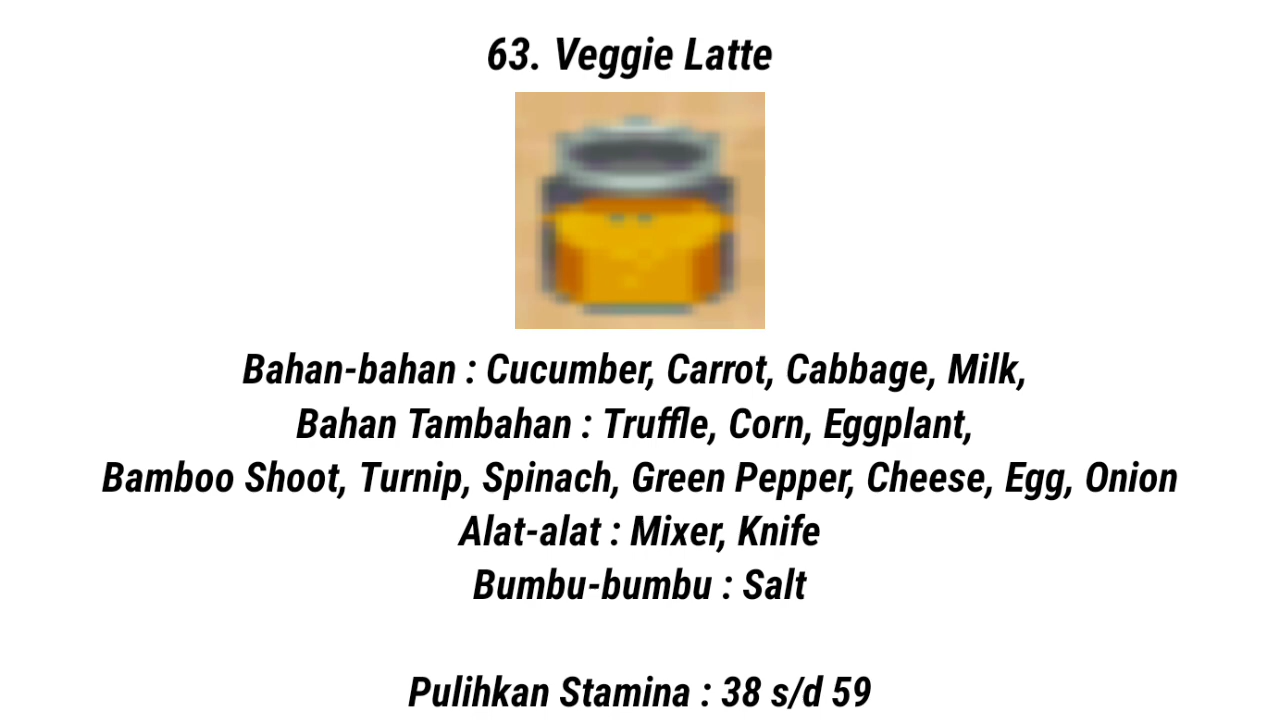 63. Veggie Latte
Bahan-bahan : Cucumber, Carrot, Cabbage, Milk,
Bahan Tambahan : Truffle, Corn, Eggplant,
Bamboo Shoot, Turnip, Spinach, Green Pepper, Cheese, Egg, Onion
Alat-alat : Mixer, Knife
Bumbu-bumbu : Salt
Pulihkan Stamina : 38 s/d 59